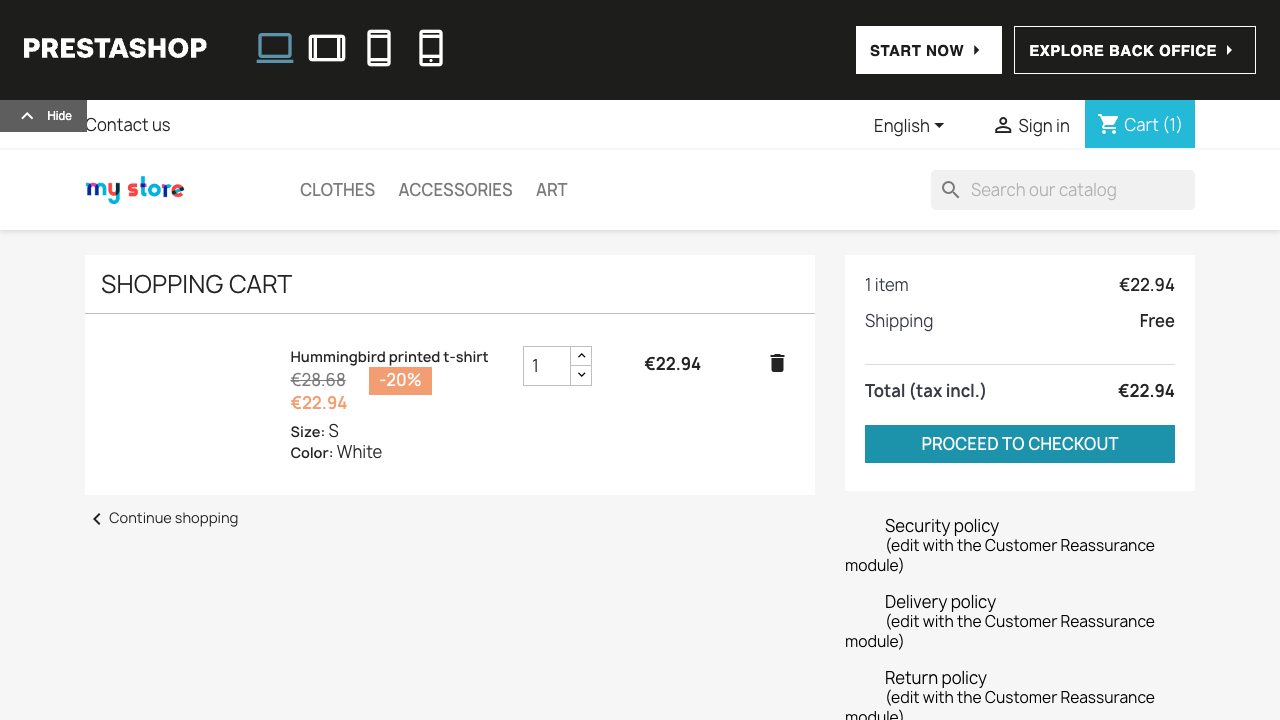 PRESTASHOP
START NOW
EXPLORE BACK OFFICE
Hide
Contact us
English
Sign in
Cart (1)
my store
CLOTHES
ACCESSORIES
ART
Search our catalog
SHOPPING CART
Hummingbird printed t-shirt
€28.68 -20%
€22.94
Size: S
Color: White
1
€22.94
Continue shopping
1 item €22.94
Shipping Free
Total (tax incl.) €22.94
PROCEED TO CHECKOUT
Security policy
(edit with the Customer Reassurance
module)
Delivery policy
(edit with the Customer Reassurance
module)
Return policy
(edit with the Customer Reassurance
module)